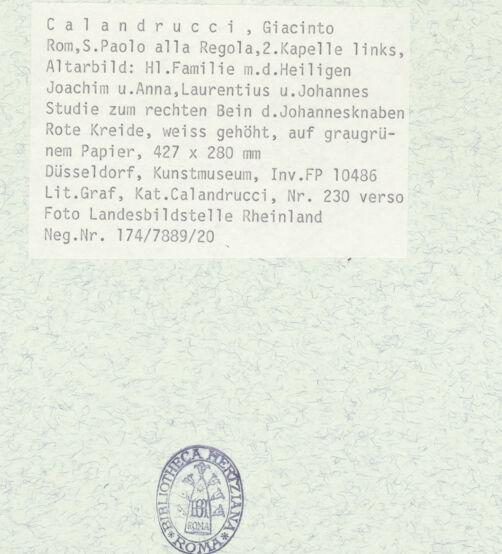 Calandrucci, Giacinto
Rom,S.Paolo alla Regola,2.Kapelle links,
Altarbild: Hl.Familie m.d.Heiligen
Joachim u.Anna,Laurentius u.Johannes
Studie zum rechten Bein d.Johannesknaben
Rote Kreide, weiss gehöht, auf graugrü-
nem Papier, 427 x 280 mm
Düsseldorf, Kunstmuseum, Inv.FP 10486
Lit.Graf, Kat.Calandrucci, Nr. 230 verso
Foto Landesbildstelle Rheinland
Neg.Nr. 174/7889/20
BIBLIOTHECA HERTZIANA
ROMA
ROMA